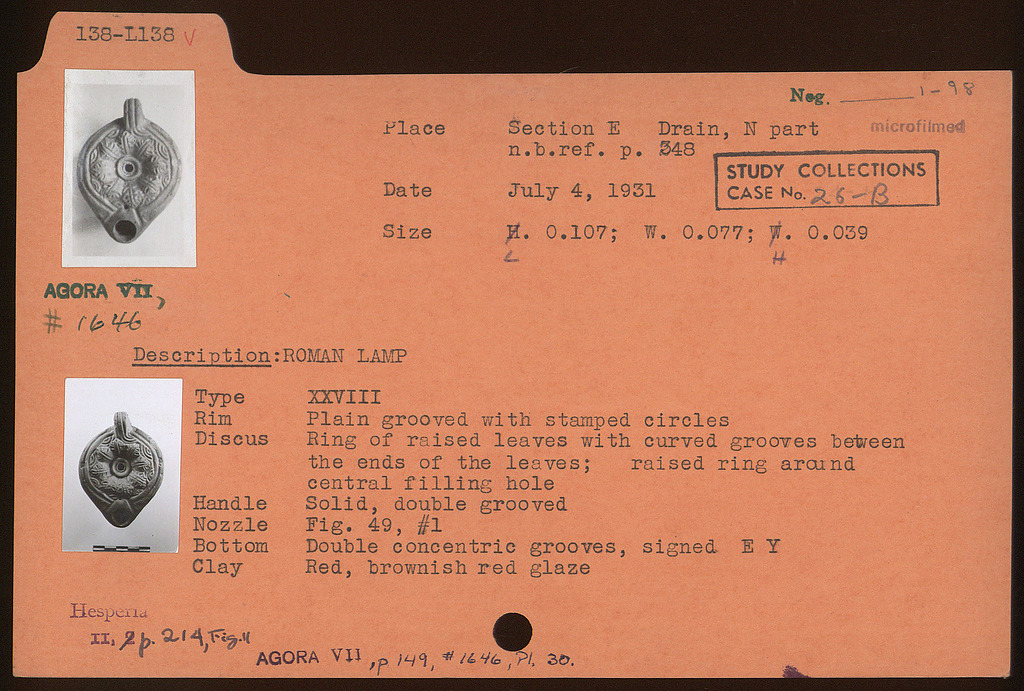 138-L138 V
Neg. 1-98
microfilmed
Place Section E Drain, N part
n.b.ref. p. 348
STUDY COLLECTIONS
CASE No. 26-B
Date July 4, 1931
Size H. 0.107; W. 0.077; W. 0.039
L H
AGORA VII,
# 1646
Description:ROMAN LAMP
Type XXVIII
Rim Plain grooved with stamped circles
Discus Ring of raised leaves with curved grooves between
the ends of the leaves; raised ring around
central filling hole
Handle Solid, double grooved
Nozzle Fig. 49, #1
Bottom Double concentric grooves, signed E Y
Clay Red, brownish red glaze
Hesperia
II, p. 214, Fig. 11
AGORA VII, p 149, # 1646, Pl. 30.